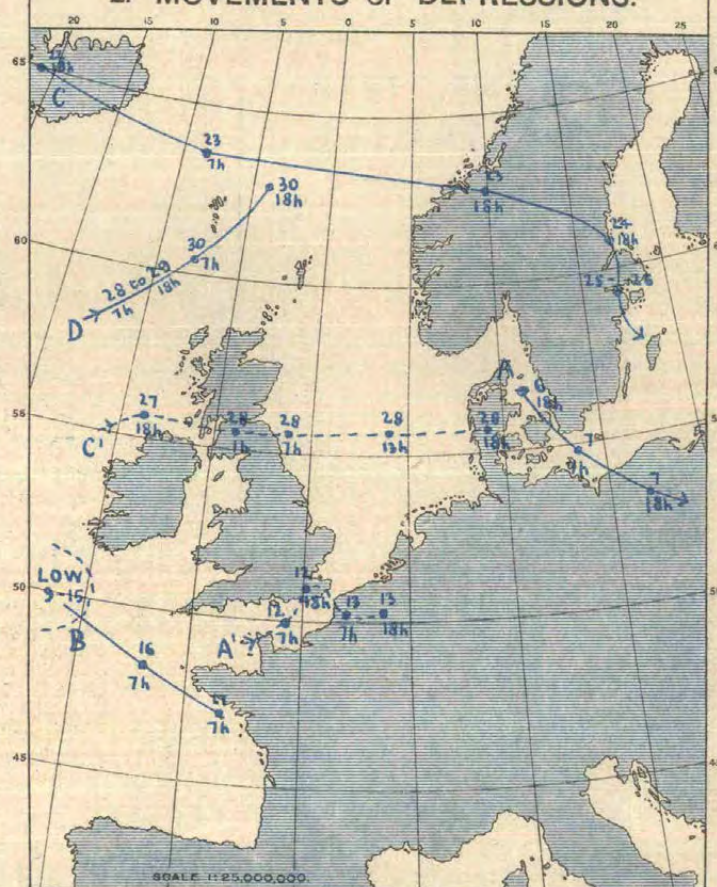 MOVEMENTS OF DEPRESSIONS.
20 15 10 5 0 5 10 15 20 25
65
18h
C
23
7h
30
18h
23
18h
30
7h
24
18h
60
28 to 29
7h 18h
25 26
D
A
6
18h
27
18h
55
55
C'
28
1h
28
7h
28
13h
28
18h
7
7h
7
18h
LOW
9-15
50
12
18h
13
13
12
7h
7h
18h
B
A' ?
16
7h
17
7h
45
SCALE 1:25,000,000.